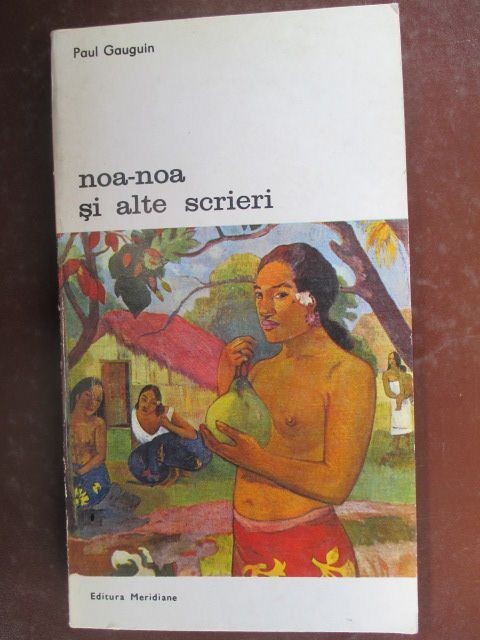 Paul Gauguin
noa-noa
şi alte scrieri
Editura Meridiane